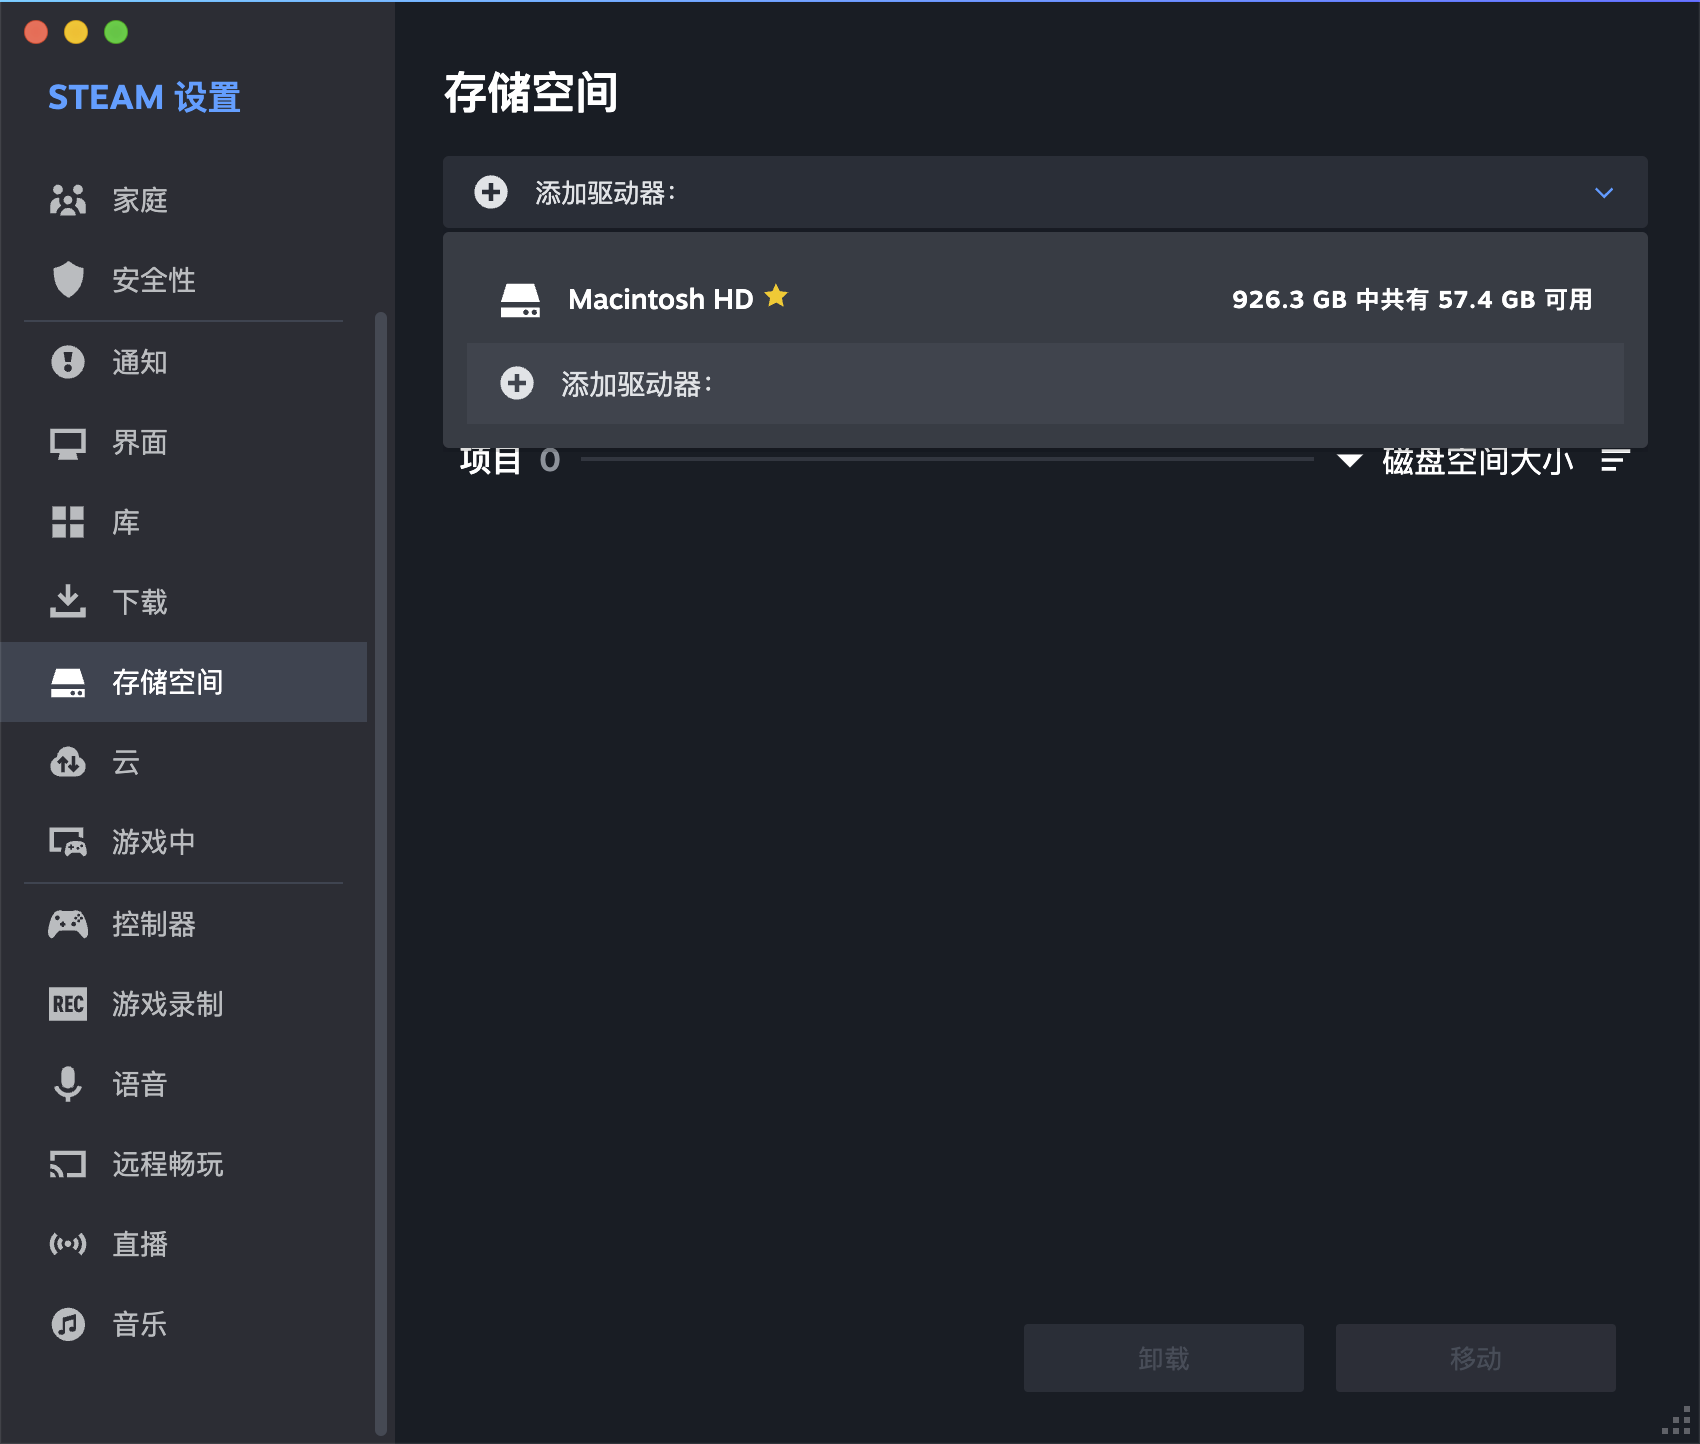 STEAM 设置
家庭
安全性
通知
界面
库
下载
存储空间
云
游戏中
控制器
REC 游戏录制
语音
远程畅玩
直播
音乐
存储空间
添加驱动器：
Macintosh HD 926.3 GB 中共有 57.4 GB 可用
添加驱动器：
项目 0 磁盘空间大小
卸载 移动